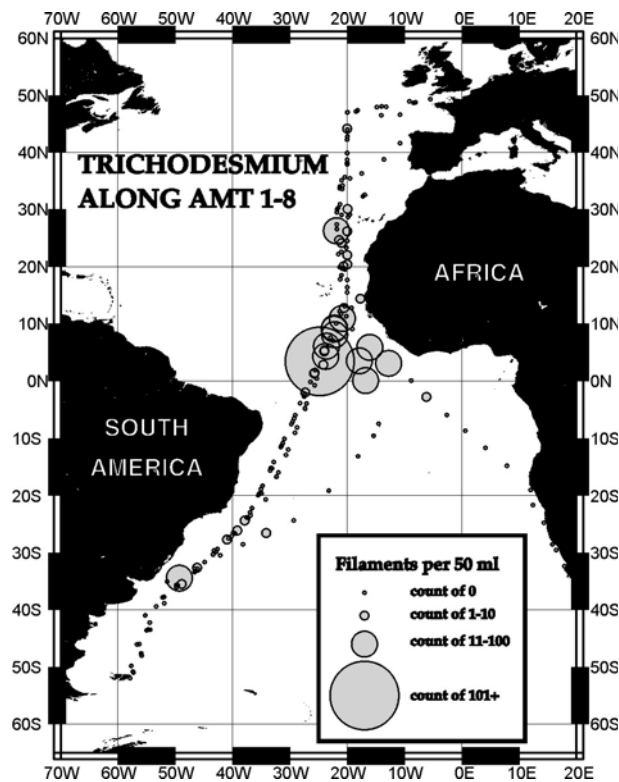 70W 60W 50W 40W 30W 20W 10W 0E 10E 20E
60N 60N
50N 50N
40N 40N
TRICHODESMIUM
ALONG AMT 1-8
30N 30N
20N 20N
AFRICA
10N 10N
0N 0N
SOUTH
AMERICA
10S 10S
20S 20S
30S 30S
Filaments per 50 ml
count of 0
count of 1-10
count of 11-100
count of 101+
40S 40S
50S 50S
60S 60S
70W 60W 50W 40W 30W 20W 10W 0E 10E 20E